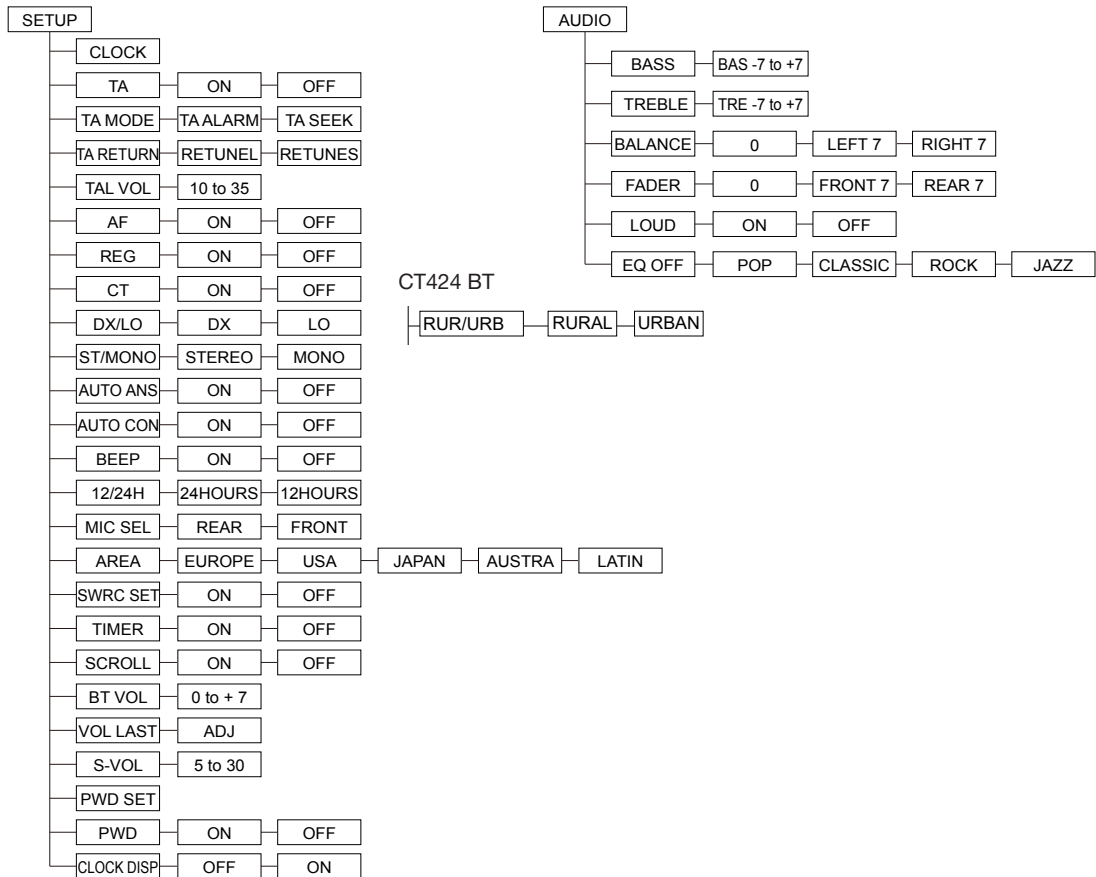 SETUP
CLOCK
TA ON OFF
TA MODE TA ALARM TA SEEK
TA RETURN RETUNEL RETUNES
TAL VOL 10 to 35
AF ON OFF
REG ON OFF
CT ON OFF
DX/LO DX LO
ST/MONO STEREO MONO
AUTO ANS ON OFF
AUTO CON ON OFF
BEEP ON OFF
12/24H 24HOURS 12HOURS
MIC SEL REAR FRONT
AREA EUROPE USA JAPAN AUSTRA LATIN
SWRC SET ON OFF
TIMER ON OFF
SCROLL ON OFF
BT VOL 0 to + 7
VOL LAST ADJ
S-VOL 5 to 30
PWD SET
PWD ON OFF
CLOCK DISP OFF ON
AUDIO
BASS BAS -7 to +7
TREBLE TRE -7 to +7
BALANCE 0 LEFT 7 RIGHT 7
FADER 0 FRONT 7 REAR 7
LOUD ON OFF
EQ OFF POP CLASSIC ROCK JAZZ
CT424 BT
RUR/URB RURAL URBAN